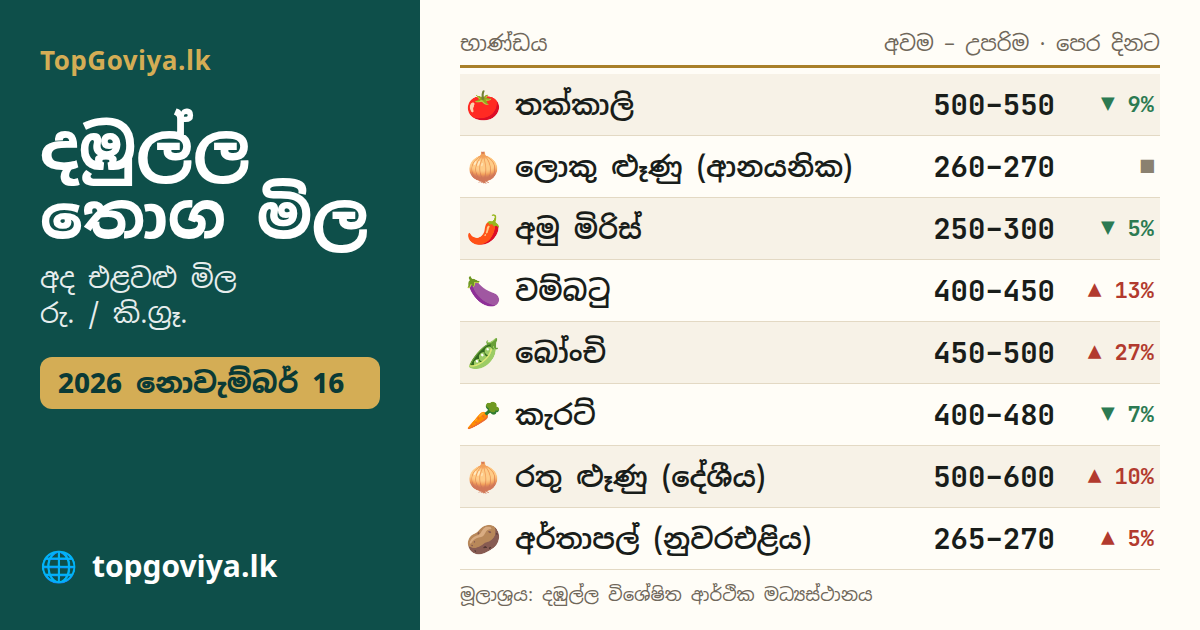 TopGoviya.lk
දඹුල්ල
තොග මිල
අද එළවළු මිල
රු. / කි.ග්‍රෑ.
2026 නොවැම්බර් 16
topgoviya.lk
භාණ්ඩය අවම – උපරිම · පෙර දිනට
තක්කාලි 500–550 ▼ 9%
ලොකු ළූණු (ආනයනික) 260–270 ■
අමු මිරිස් 250–300 ▼ 5%
වම්බටු 400–450 ▲ 13%
බෝංචි 450–500 ▲ 27%
කැරට් 400–480 ▼ 7%
රතු ළූණු (දේශීය) 500–600 ▲ 10%
අර්තාපල් (නුවරඑළිය) 265–270 ▲ 5%
මූලාශ්‍රය: දඹුල්ල විශේෂිත ආර්ථික මධ්‍යස්ථානය